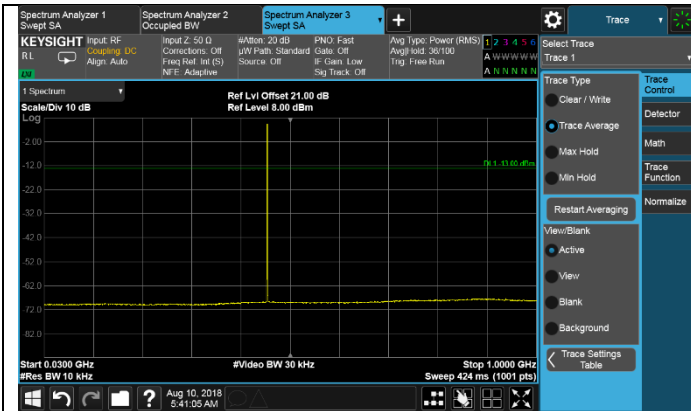 Spectrum Analyzer 1
Swept SA
Spectrum Analyzer 2
Occupied BW
Spectrum Analyzer 3
Swept SA
Trace
KEYSIGHT
RL
Input: RF
Coupling: DC
Align: Auto
Input Z: 50 Ω
Corrections: Off
Freq Ref: Int (S)
NFE: Adaptive
#Atten: 20 dB
µW Path: Standard
Source: Off
PNO: Fast
Gate: Off
IF Gain: Low
Sig Track: Off
Avg Type: Power (RMS)
Avg|Hold: 36/100
Trig: Free Run
1 2 3 4 5 6
A W W W W W
A N N N N N
Select Trace
Trace 1
1 Spectrum
Scale/Div 10 dB
Log
Ref Lvl Offset 21.00 dB
Ref Level 8.00 dBm
-2.00
-12.0
-22.0
-32.0
-42.0
-52.0
-62.0
-72.0
-82.0
DL1 -13.00 dBm
Start 0.0300 GHz
#Res BW 10 kHz
#Video BW 30 kHz
Stop 1.0000 GHz
Sweep 424 ms (1001 pts)
Trace Type
Clear / Write
Trace Average
Max Hold
Min Hold
Restart Averaging
View/Blank
Active
View
Blank
Background
Trace Settings
Table
Trace
Control
Detector
Math
Trace
Function
Normalize
?
Aug 10, 2018
5:41:05 AM